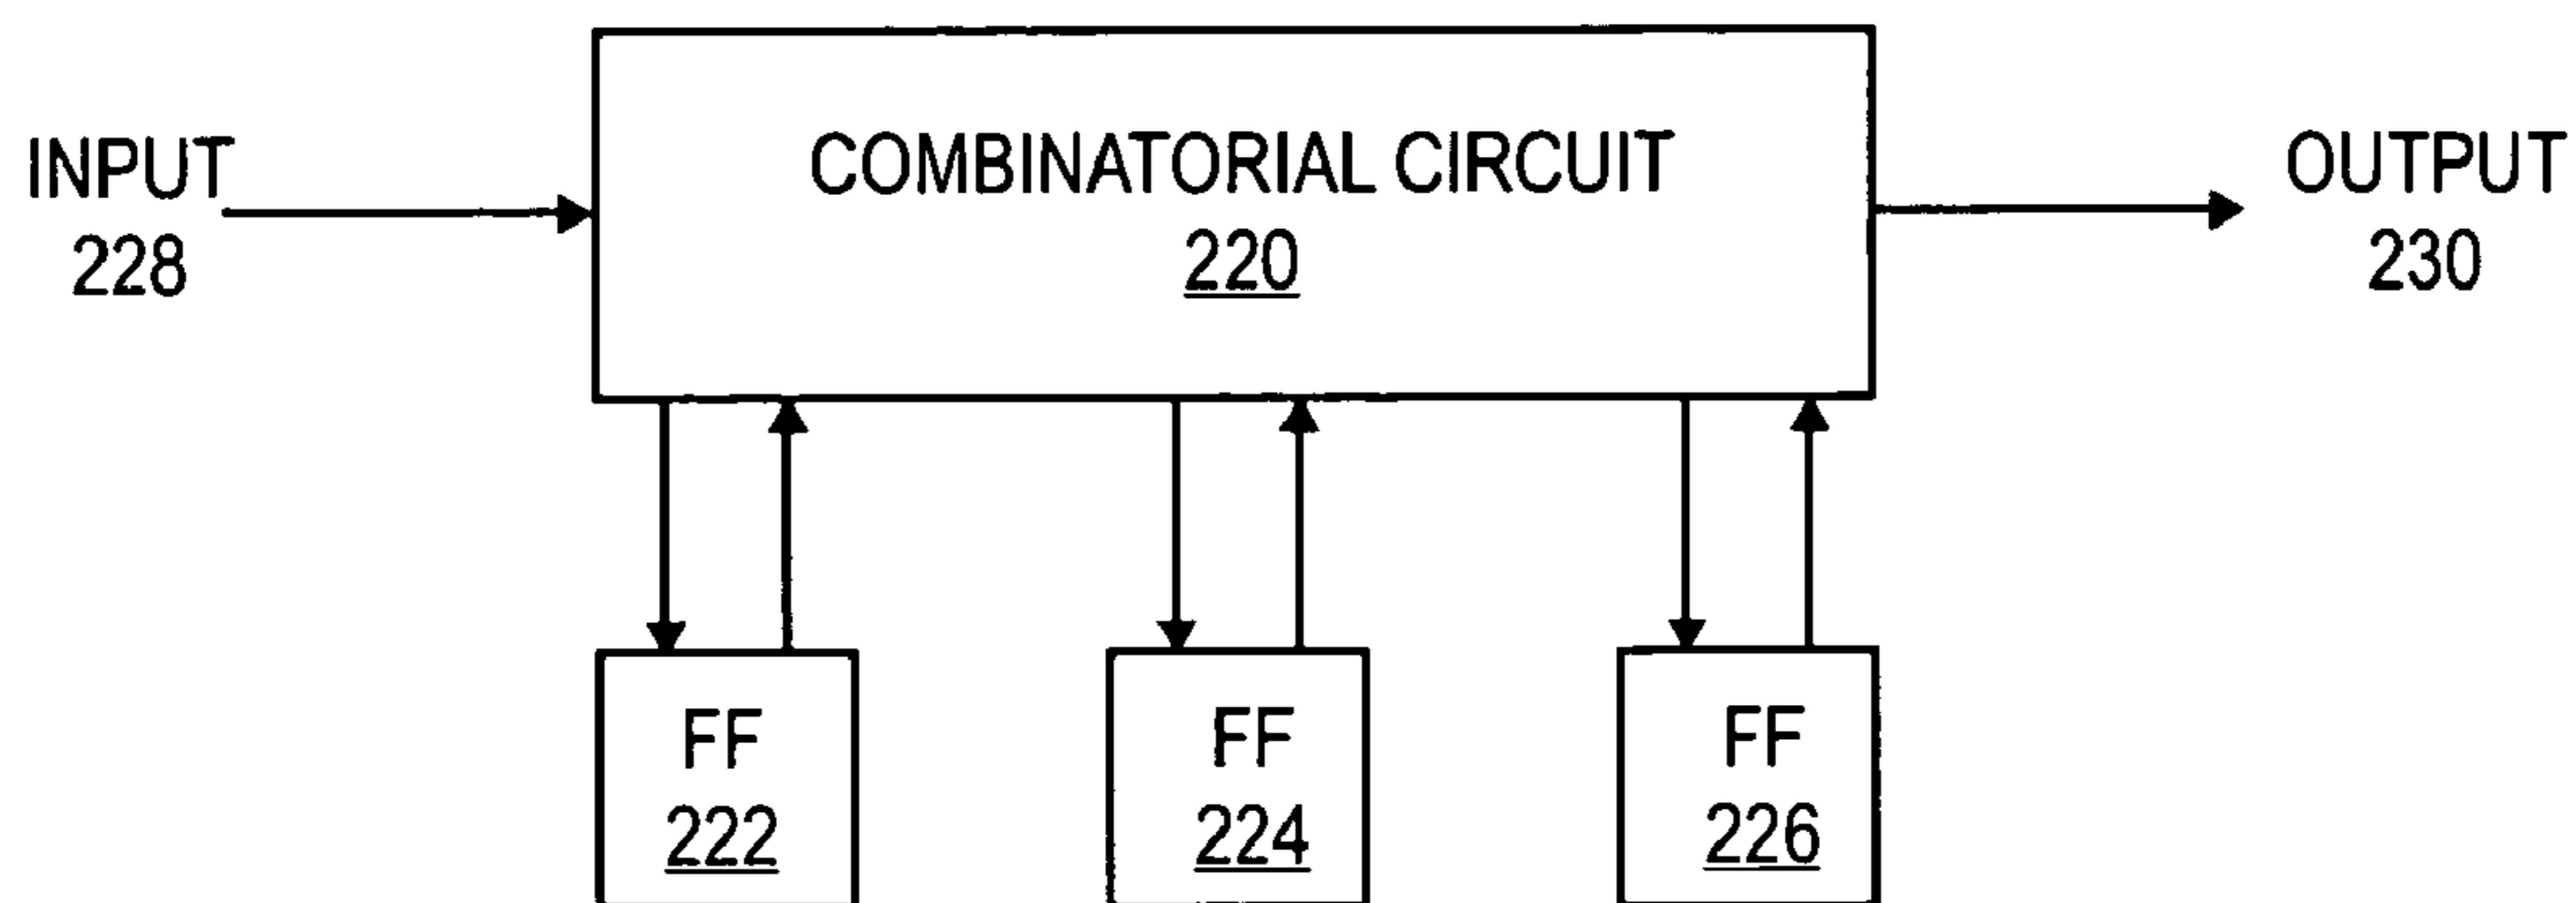 INPUT
228
COMBINATORIAL CIRCUIT
220
OUTPUT
230
FF
222
FF
224
FF
226